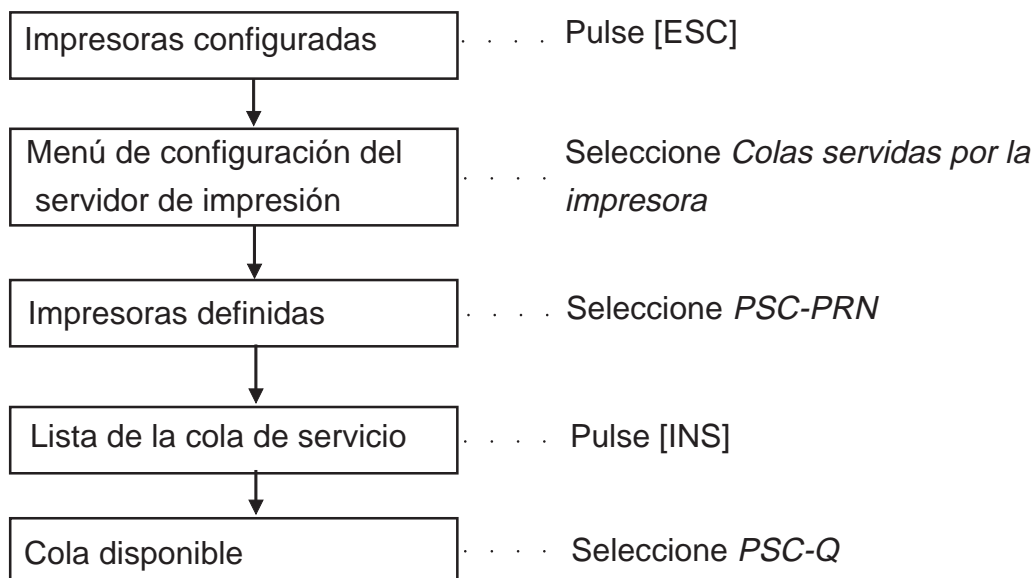 Impresoras configuradas . . . . Pulse [ESC]
Menú de configuración del
servidor de impresión . . . . Seleccione Colas servidas por la
impresora
Impresoras definidas . . . . Seleccione PSC-PRN
Lista de la cola de servicio . . . . Pulse [INS]
Cola disponible . . . . Seleccione PSC-Q